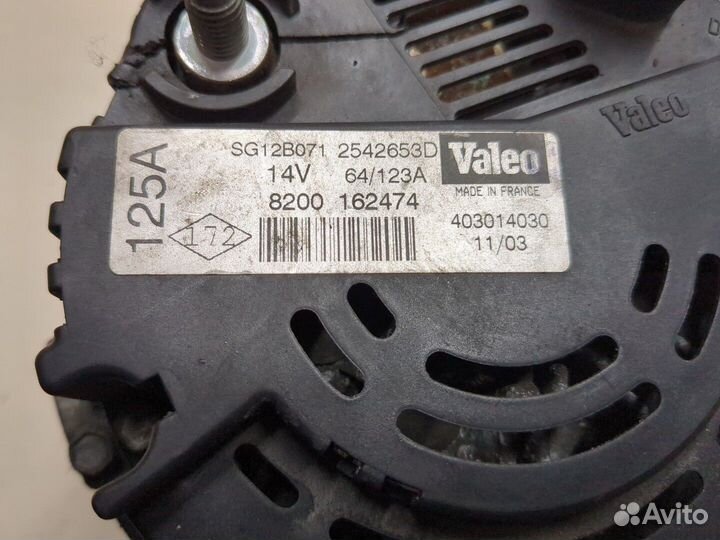 125A
SG12B071 2542653D
14V 64/123A
8200 162474
172
Valeo
MADE IN FRANCE
403014030
11/03
Valeo
Avito